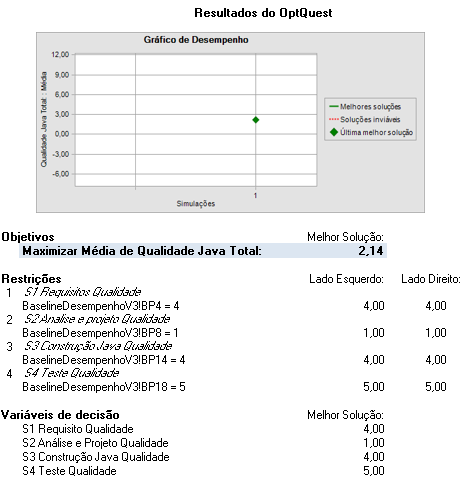 Resultados do OptQuest
Gráfico de Desempenho
12,00
9,00
6,00
3,00
0,00
-3,00
-6,00
Qualidade Java Total : Média
1
Simulações
Melhores soluções
Soluções inviáveis
Última melhor solução
Objetivos Melhor Solução:
Maximizar Média de Qualidade Java Total: 2,14
Restrições Lado Esquerdo: Lado Direito:
1 S1 Requisitos Qualidade
BaselineDesempenhoV3!BP4 = 4 4,00 4,00
2 S2 Analise e projeto Qualidade
BaselineDesempenhoV3!BP8 = 1 1,00 1,00
3 S3 Construção Java Qualidade
BaselineDesempenhoV3!BP14 = 4 4,00 4,00
4 S4 Teste Qualidade
BaselineDesempenhoV3!BP18 = 5 5,00 5,00
Variáveis de decisão Melhor Solução:
S1 Requisito Qualidade 4,00
S2 Análise e Projeto Qualidade 1,00
S3 Construção Java Qualidade 4,00
S4 Teste Qualidade 5,00